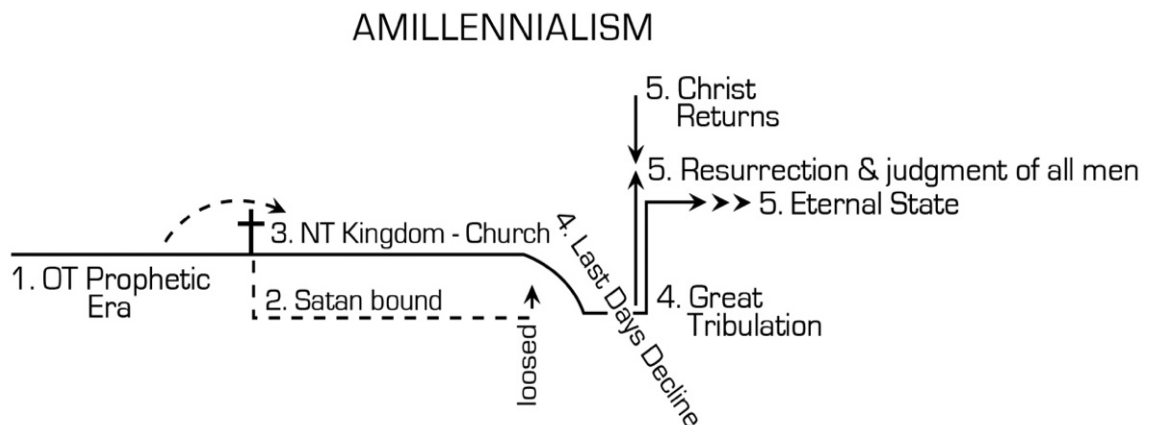 AMILLENNIALISM
5. Christ
Returns
5. Resurrection & judgment of all men
5. Eternal State
3. NT Kingdom - Church
4. Last Days Decline
1. OT Prophetic
Era
2. Satan bound
loosed
4. Great
Tribulation